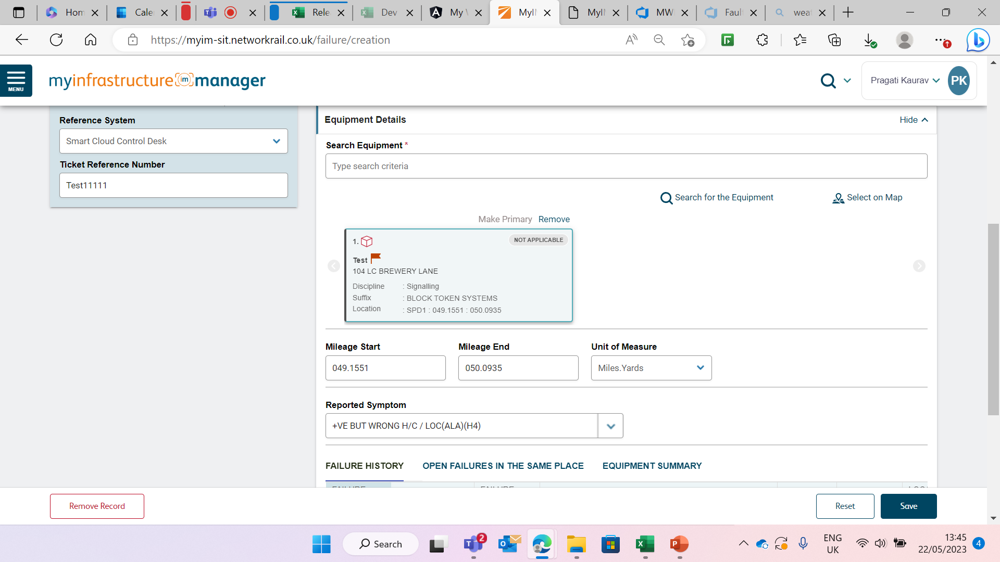 Hom
Cale
Rele
Dev
My
MyI
MyI
MW
Faul
wea
https://myim-sit.networkrail.co.uk/failure/creation
MENU
myinfrastructure im manager
Pragati Kaurav
PK
Reference System
Smart Cloud Control Desk
Ticket Reference Number
Test11111
Equipment Details
Hide
Search Equipment *
Type search criteria
Search for the Equipment
Select on Map
Make Primary Remove
1.
NOT APPLICABLE
Test
104 LC BREWERY LANE
Discipline : Signalling
Suffix : BLOCK TOKEN SYSTEMS
Location : SPD1 : 049.1551 : 050.0935
Mileage Start
Mileage End
Unit of Measure
049.1551
050.0935
Miles.Yards
Reported Symptom
+VE BUT WRONG H/C / LOC(ALA)(H4)
FAILURE HISTORY
OPEN FAILURES IN THE SAME PLACE
EQUIPMENT SUMMARY
Remove Record
Reset
Save
Search
2
ENG
UK
13:45
22/05/2023
4